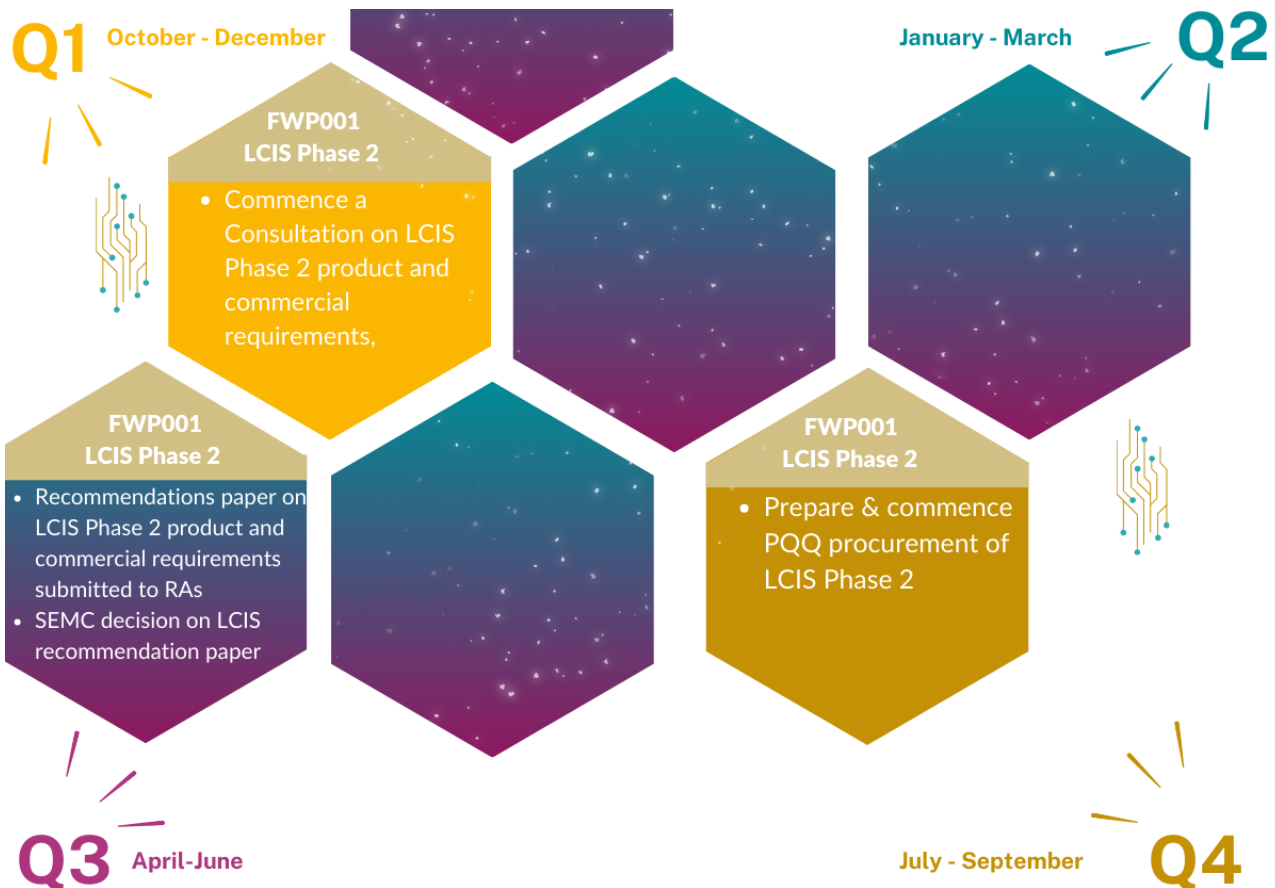 Q1
October - December
January - March
Q2
FWP001
LCIS Phase 2
• Commence a
Consultation on LCIS
Phase 2 product and
commercial
requirements,
FWP001
LCIS Phase 2
• Recommendations paper on
LCIS Phase 2 product and
commercial requirements
submitted to RAs
• SEMC decision on LCIS
recommendation paper
FWP001
LCIS Phase 2
• Prepare & commence
PQQ procurement of
LCIS Phase 2
Q3
April-June
July - September
Q4